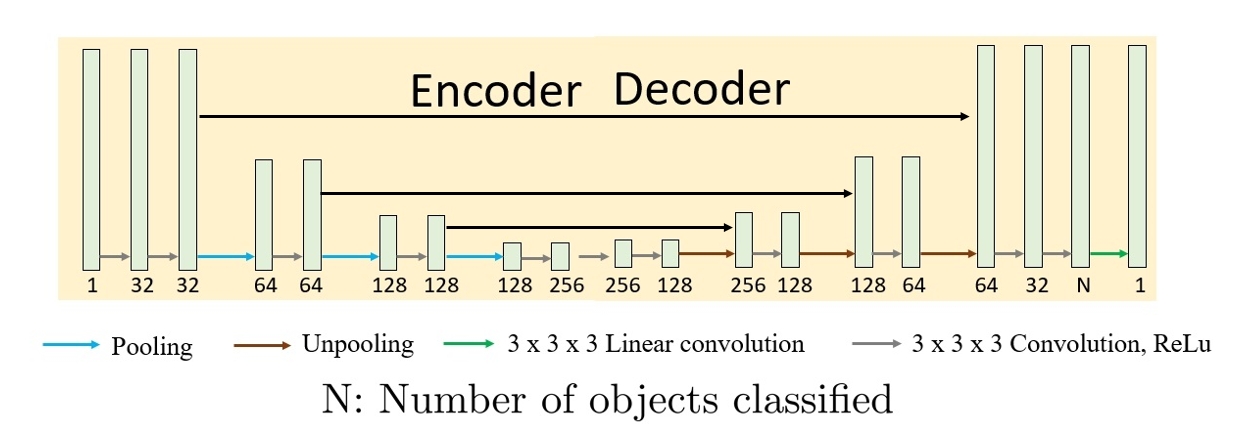 Encoder Decoder
1 32 32 64 64 128 128 128 256 256 128 256 128 128 64 64 32 N 1
Pooling Unpooling 3 x 3 x 3 Linear convolution 3 x 3 x 3 Convolution, ReLu
N: Number of objects classified